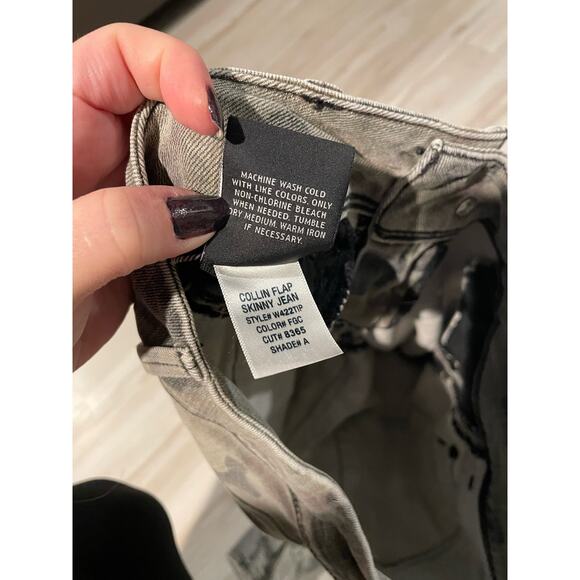 MACHINE WASH COLD
WITH LIKE COLORS. ONLY
NON-CHLORINE BLEACH
WHEN NEEDED. TUMBLE
DRY MEDIUM. WARM IRON
IF NECESSARY.
COLLIN FLAP
SKINNY JEAN
STYLE# WA422TIP
COLOR# FGC
CUT# 8365
SHADE# A